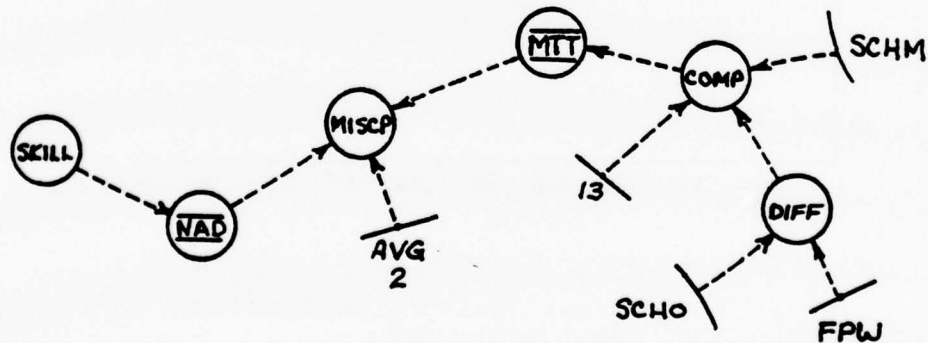 MTT
SCHM
COMP
MISCP
SKILL
13
NAD
DIFF
AVG
2
SCHO
FPW